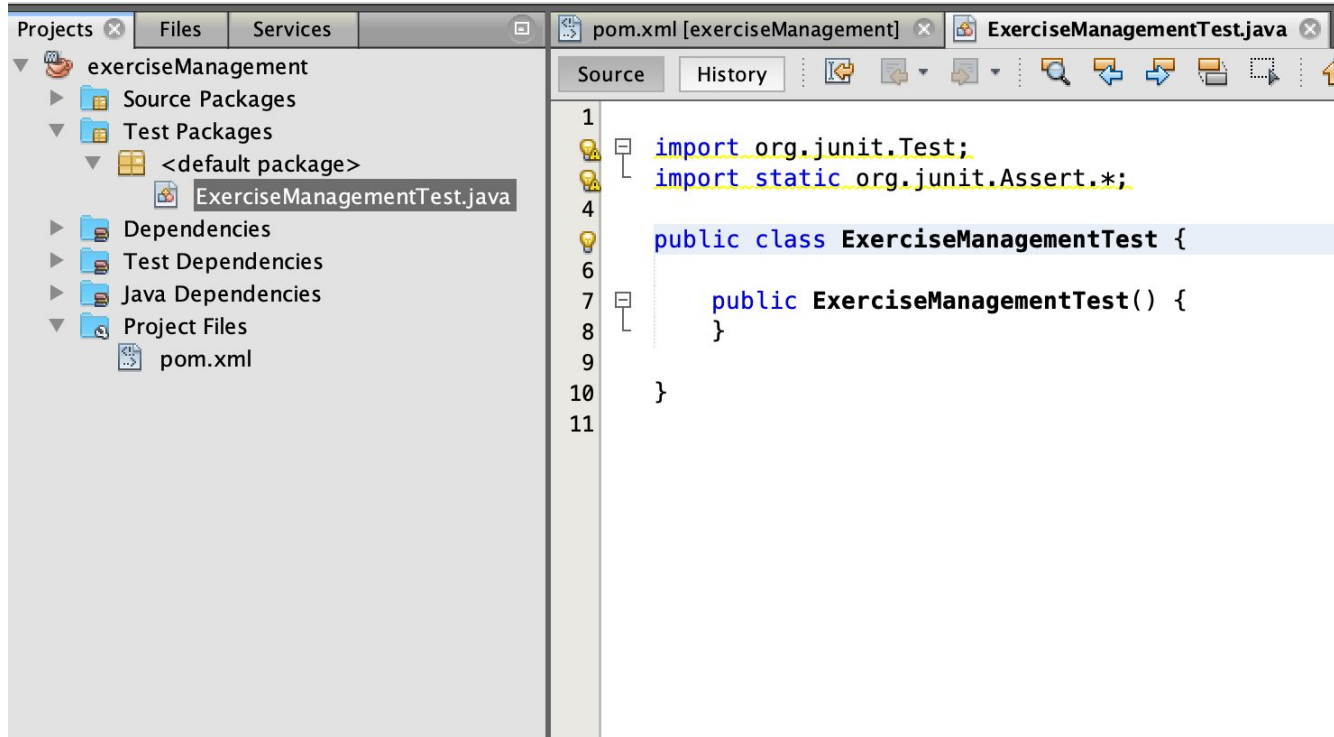 Projects Files Services
exerciseManagement
Source Packages
Test Packages
<default package>
ExerciseManagementTest.java
Dependencies
Test Dependencies
Java Dependencies
Project Files
pom.xml
pom.xml [exerciseManagement] ExerciseManagementTest.java
Source History
1
import org.junit.Test;
import static org.junit.Assert.*;
4
public class ExerciseManagementTest {
6
7 public ExerciseManagementTest() {
8 }
9
10 }
11